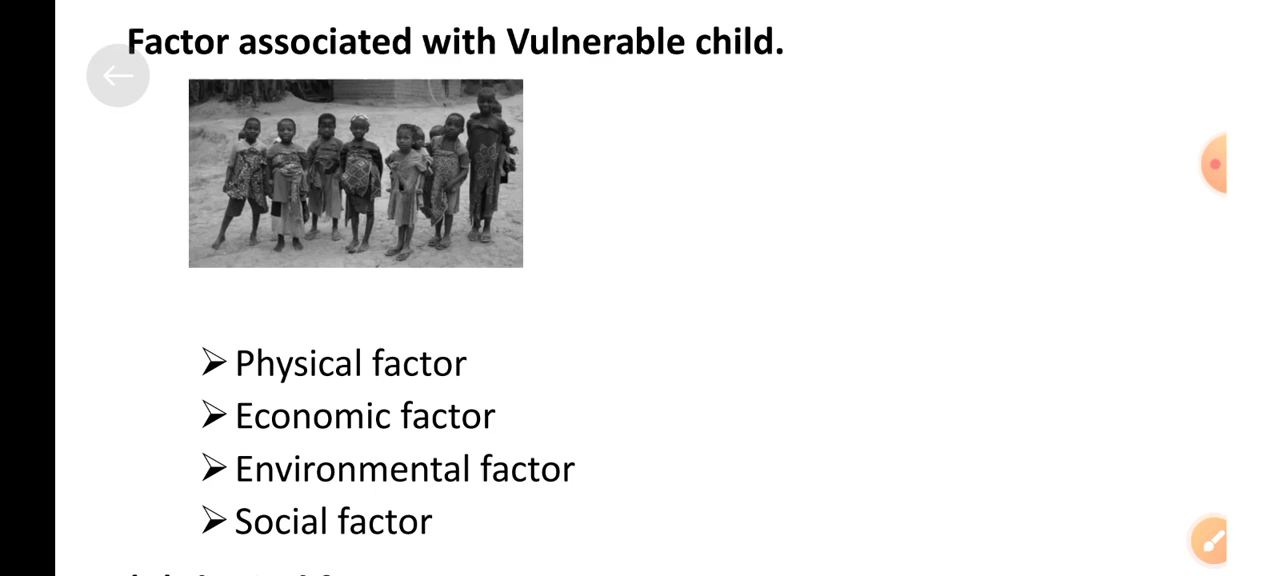 Factor associated with Vulnerable child.
➢ Physical factor
➢ Economic factor
➢ Environmental factor
➢ Social factor